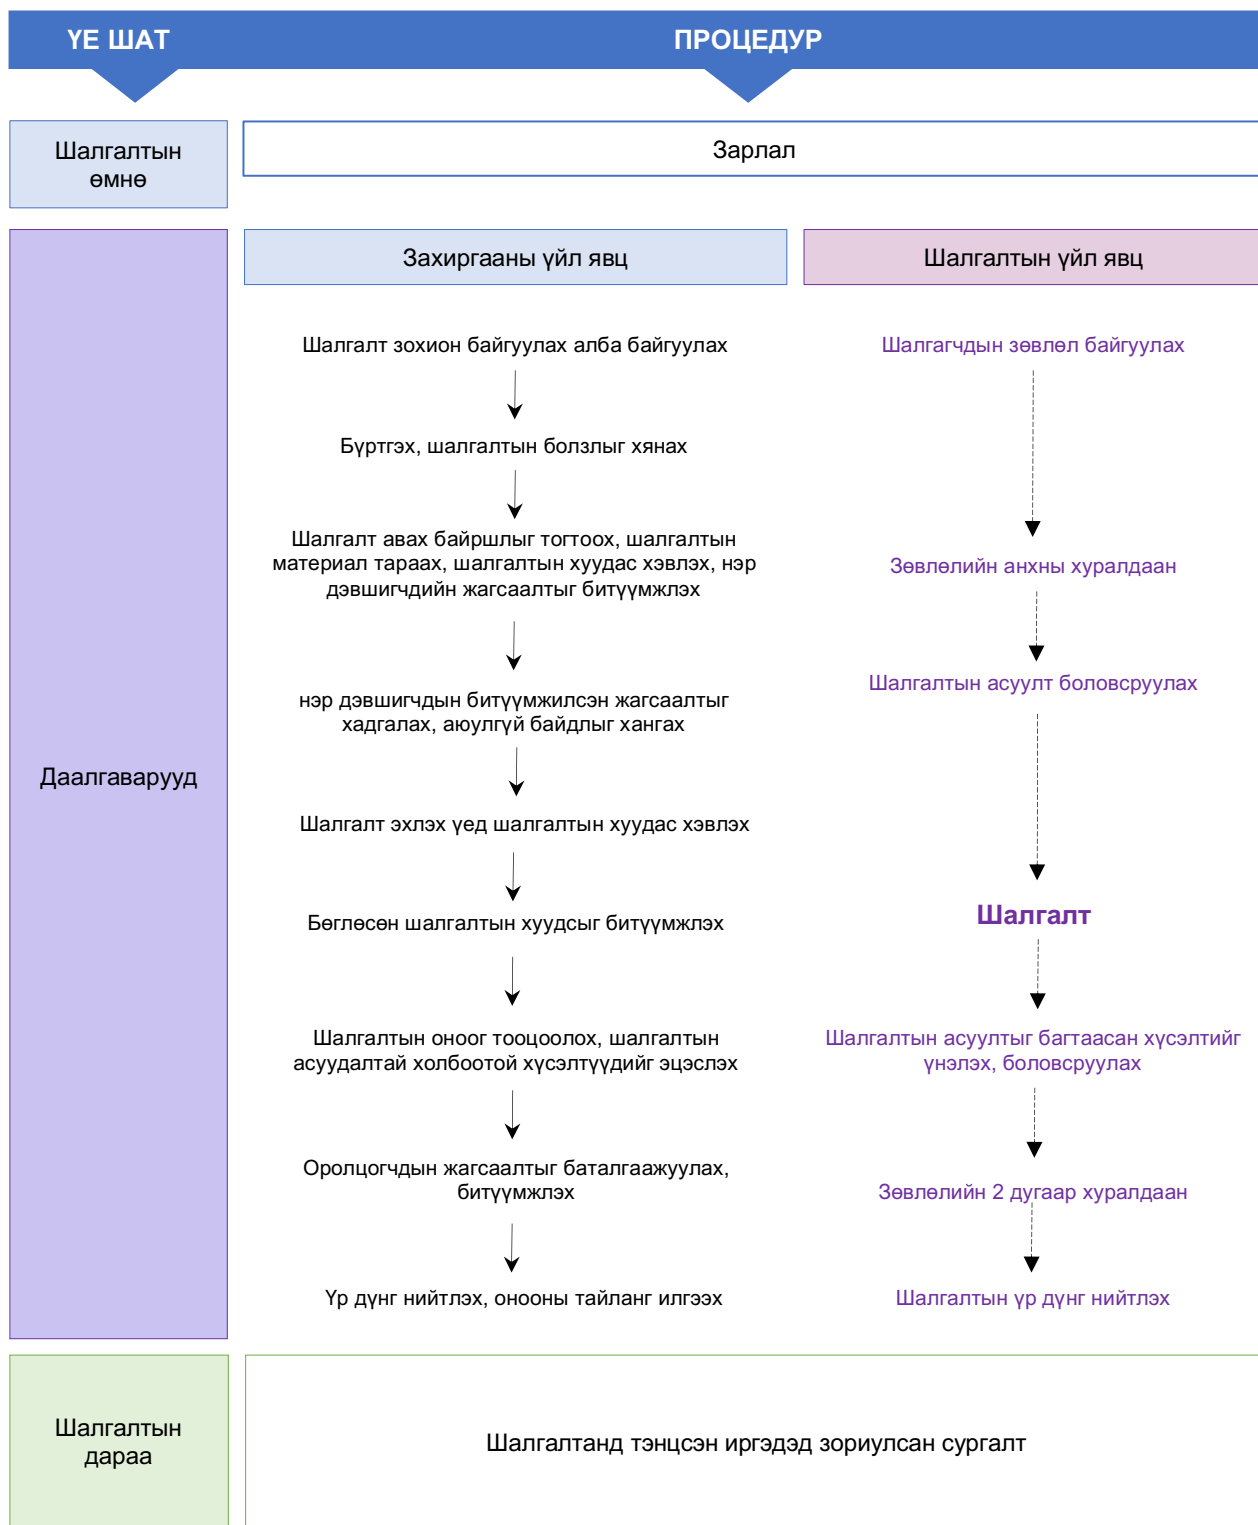 ҮЕ ШАТ
ПРОЦЕДУР
Шалгалтын
өмнө
Зарлал
Даалгаварууд
Захиргааны үйл явц
Шалгалт зохион байгуулах алба байгуулах
Бүртгэх, шалгалтын болзлыг хянах
Шалгалт авах байршлыг тогтоох, шалгалтын
материал тараах, шалгалтын хуудас хэвлэх, нэр
дэвшигчдийн жагсаалтыг битүүмжлэх
нэр дэвшигчдын битүүмжилсэн жагсаалтыг
хадгалах, аюулгүй байдлыг хангах
Шалгалт эхлэх үед шалгалтын хуудас хэвлэх
Бөглөсөн шалгалтын хуудсыг битүүмжлэх
Шалгалтын оноог тооцоолох, шалгалтын
асуудалтай холбоотой хүсэлтүүдийг эцэслэх
Оролцогчдын жагсаалтыг баталгаажуулах,
битүүмжлэх
Үр дүнг нийтлэх, онооны тайланг илгээх
Шалгалтын үйл явц
Шалгагчдын зөвлөл байгуулах
Зөвлөлийн анхны хуралдаан
Шалгалтын асуулт боловсруулах
Шалгалт
Шалгалтын асуултыг багтаасан хүсэлтийг
үнэлэх, боловсруулах
Зөвлөлийн 2 дугаар хуралдаан
Шалгалтын үр дүнг нийтлэх
Шалгалтын
дараа
Шалгалтанд тэнцсэн иргэдэд зориулсан сургалт